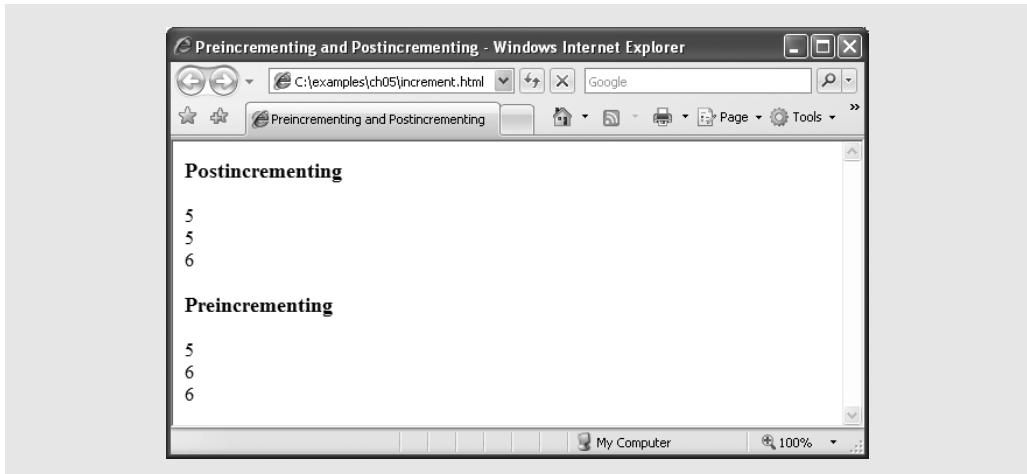 Preincrementing and Postincrementing - Windows Internet Explorer
C:\examples\ch05\increment.html
Google
Preincrementing and Postincrementing
Page
Tools
Postincrementing
5
5
6
Preincrementing
5
6
6
My Computer
100%